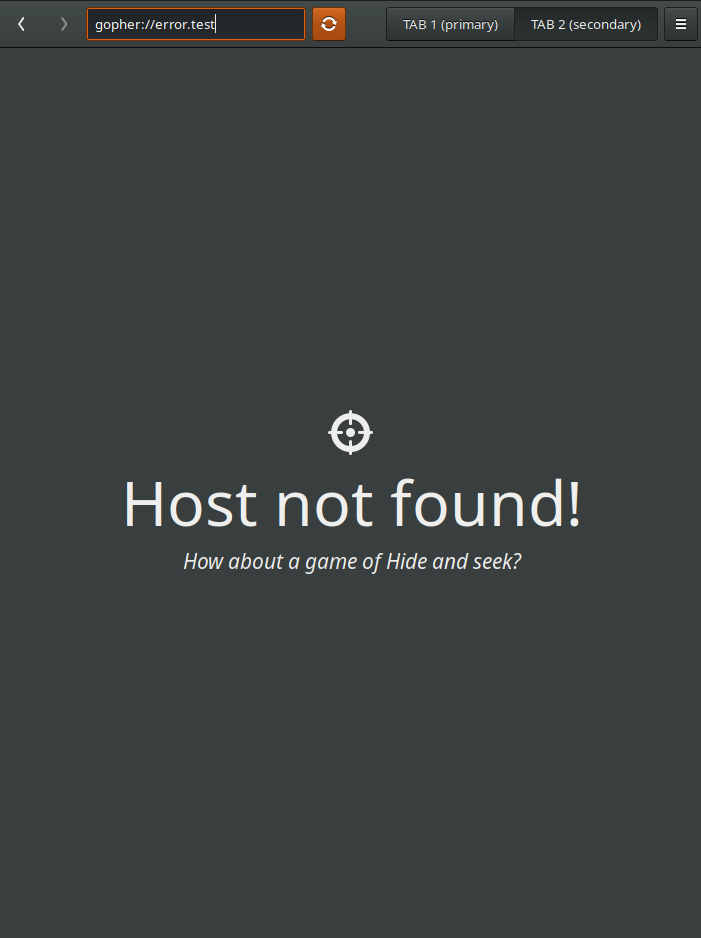 gopher://error.test
TAB 1 (primary)
TAB 2 (secondary)
Host not found!
How about a game of Hide and seek?